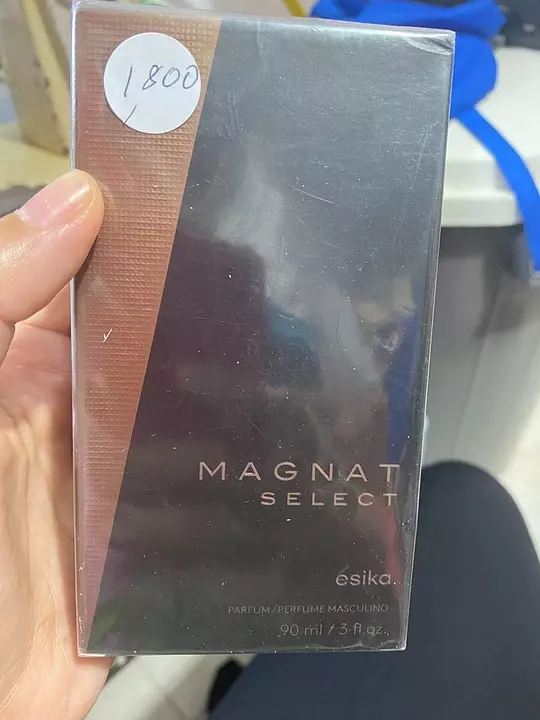 1800
MAGNAT
SELECT
ésika.
PARFUM/PERFUME MASCULINO
90 ml / 3 fl.oz.